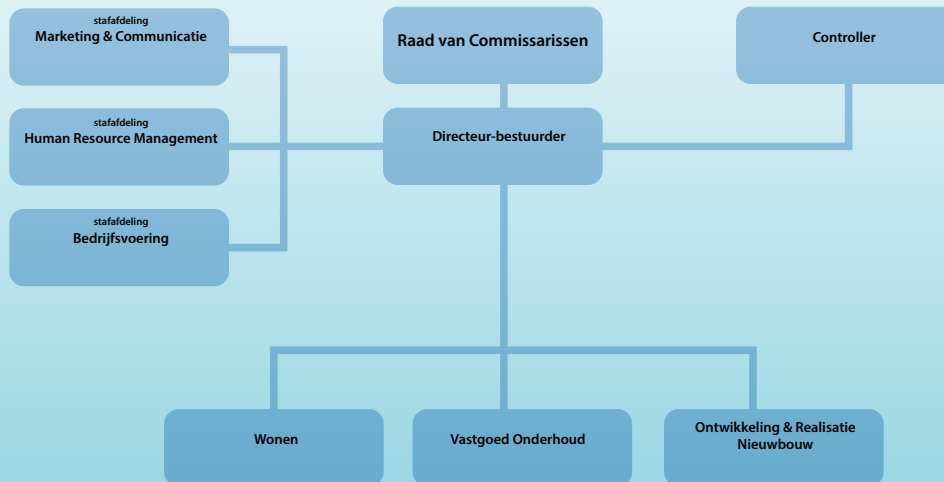 stafafdeling
Marketing & Communicatie
Raad van Commissarissen
Controller
stafafdeling
Human Resource Management
Directeur-bestuurder
stafafdeling
Bedrijfsvoering
Wonen
Vastgoed Onderhoud
Ontwikkeling & Realisatie
Nieuwbouw